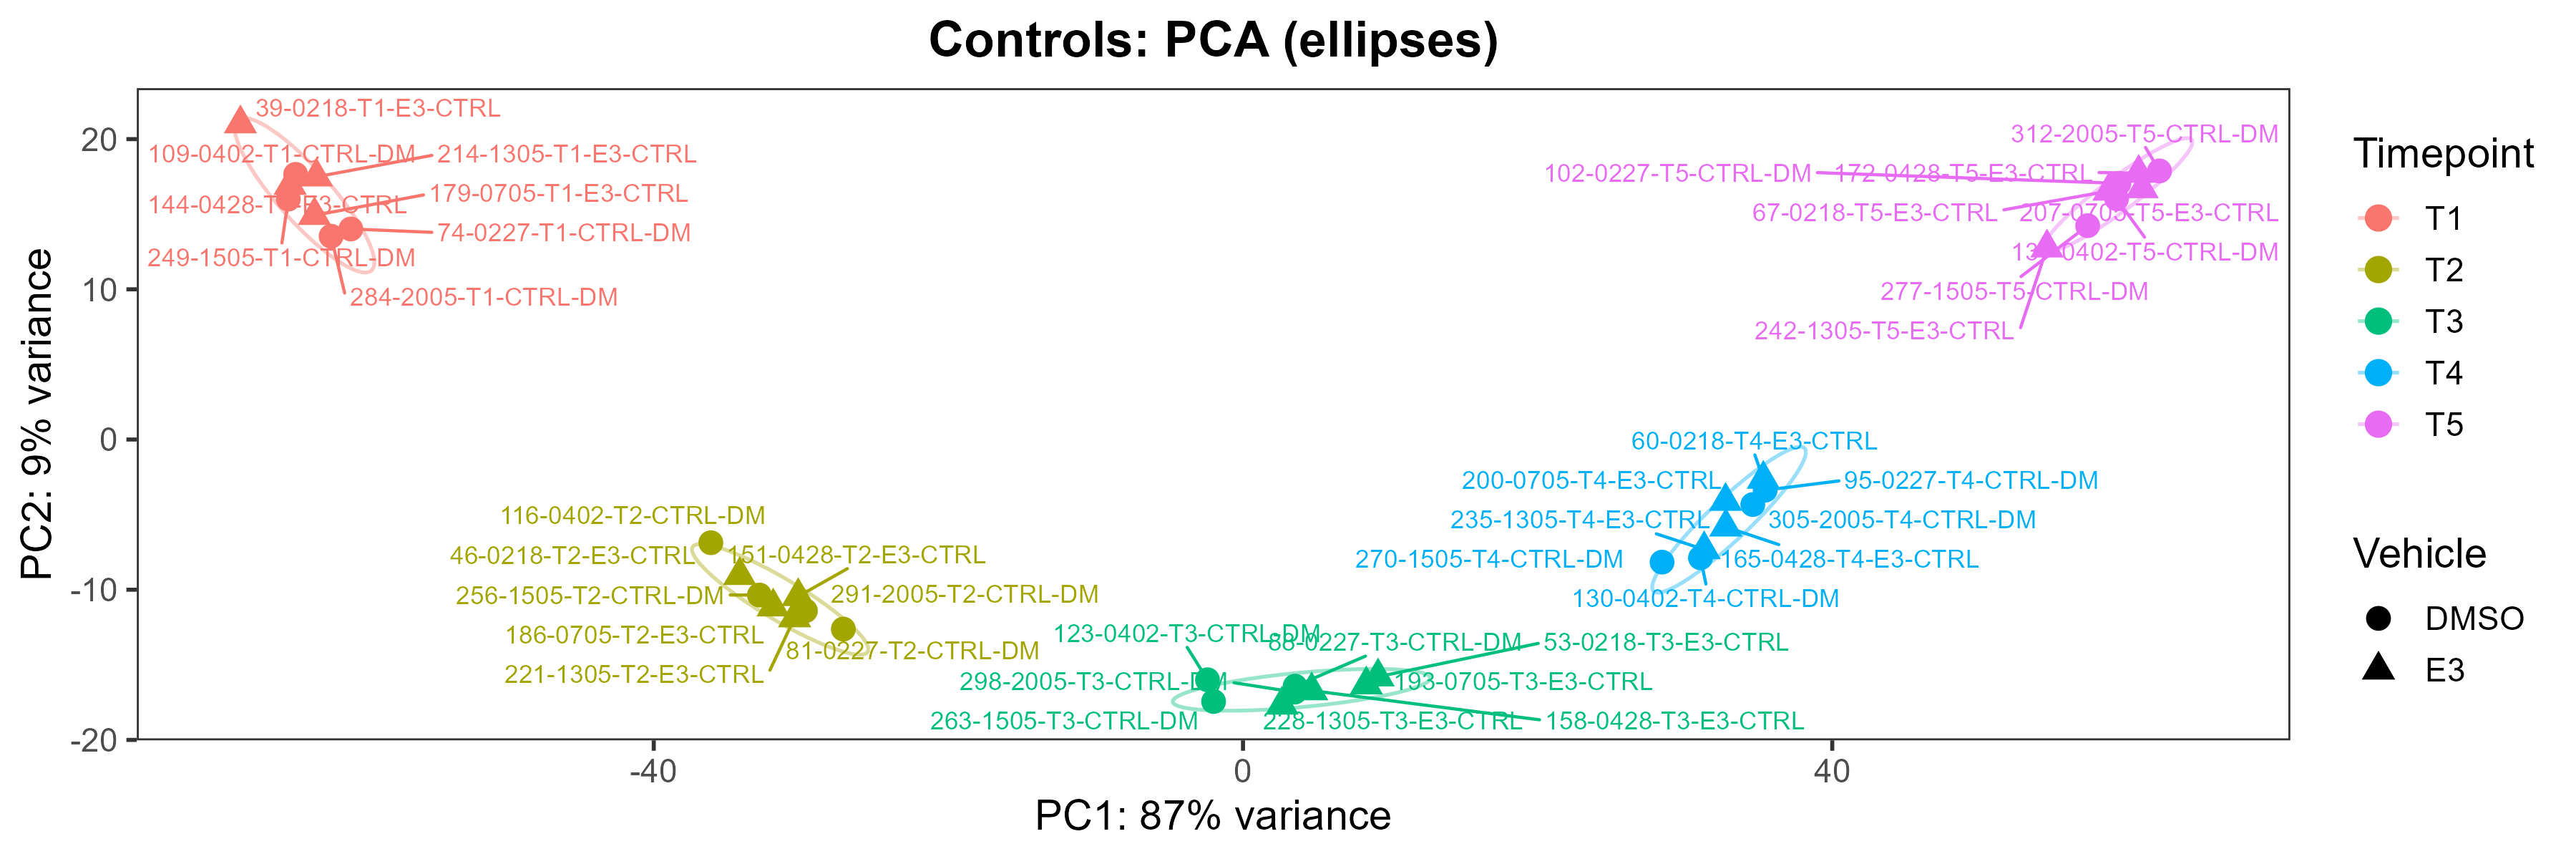 Controls: PCA (ellipses)
PC2: 9% variance
20
10
0
-10
-20
39-0218-T1-E3-CTRL
109-0402-T1-CTRL-DM
214-1305-T1-E3-CTRL
144-0428-T1-E3-CTRL
179-0705-T1-E3-CTRL
74-0227-T1-CTRL-DM
249-1505-T1-CTRL-DM
284-2005-T1-CTRL-DM
312-2005-T5-CTRL-DM
102-0227-T5-CTRL-DM
172-0428-T5-E3-CTRL
67-0218-T5-E3-CTRL
207-0705-T5-E3-CTRL
0402-T5-CTRL-DM
277-1505-T5-CTRL-DM
242-1305-T5-E3-CTRL
60-0218-T4-E3-CTRL
200-0705-T4-E3-CTRL
95-0227-T4-CTRL-DM
235-1305-T4-E3-CTRL
305-2005-T4-CTRL-DM
270-1505-T4-CTRL-DM
165-0428-T4-E3-CTRL
130-0402-T4-CTRL-DM
116-0402-T2-CTRL-DM
46-0218-T2-E3-CTRL
151-0428-T2-E3-CTRL
256-1505-T2-CTRL-DM
291-2005-T2-CTRL-DM
186-0705-T2-E3-CTRL
81-0227-T2-CTRL-DM
221-1305-T2-E3-CTRL
123-0402-T3-CTRL-DM
88-0227-T3-CTRL-DM
53-0218-T3-E3-CTRL
298-2005-T3-CTRL-DM
193-0705-T3-E3-CTRL
263-1505-T3-CTRL-DM
228-1305-T3-E3-CTRL
158-0428-T3-E3-CTRL
-40
0
40
PC1: 87% variance
Timepoint
T1
T2
T3
T4
T5
Vehicle
DMSO
E3